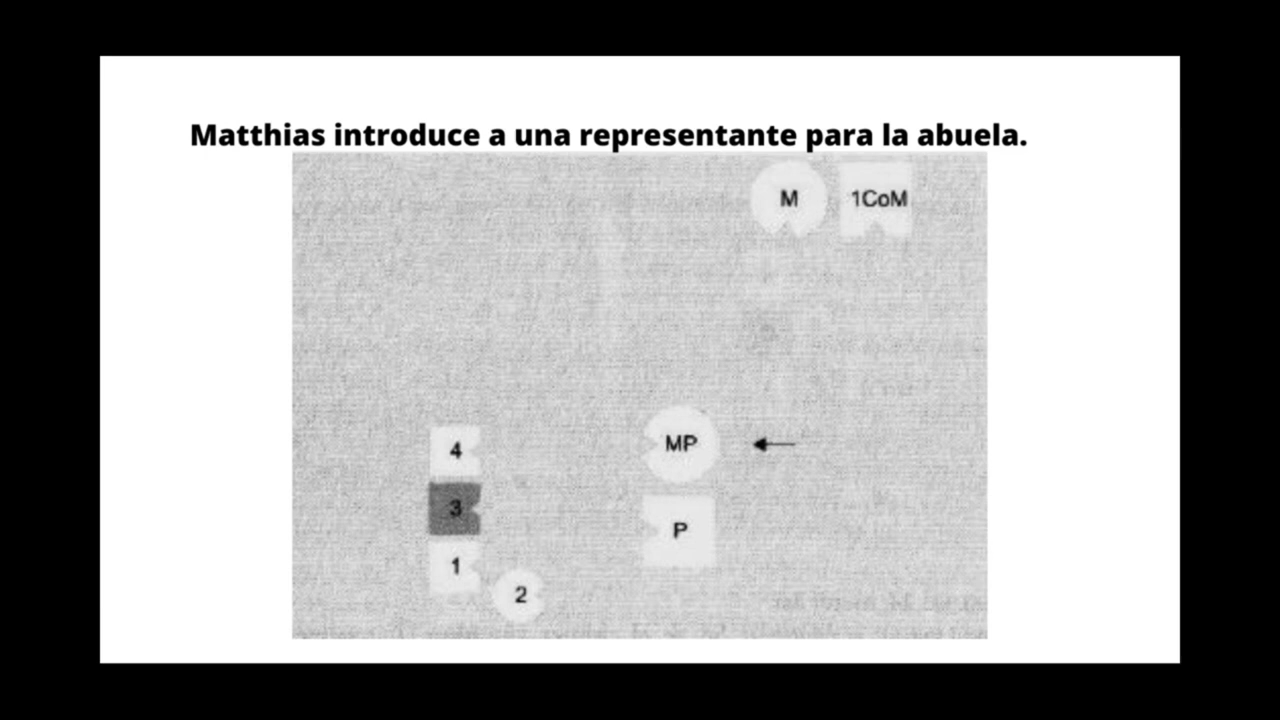 Matthias introduce a una representante para la abuela.
M 1CoM
4 MP
3
P
1
2